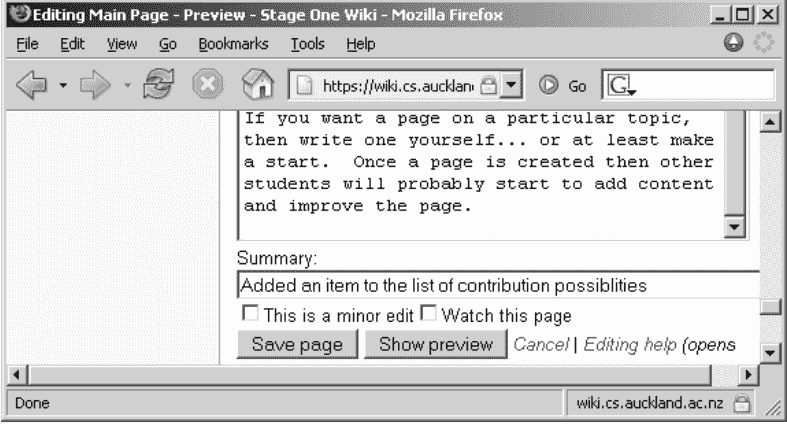 Editing Main Page - Preview - Stage One Wiki - Mozilla Firefox
File Edit View Go Bookmarks Tools Help
https://wiki.cs.aucklan Go G
If you want a page on a particular topic,
then write one yourself... or at least make
a start. Once a page is created then other
students will probably start to add content
and improve the page.
Summary:
Added an item to the list of contribution possiblities
This is a minor edit Watch this page
Save page Show preview Cancel | Editing help (opens
Done wiki.cs.auckland.ac.nz